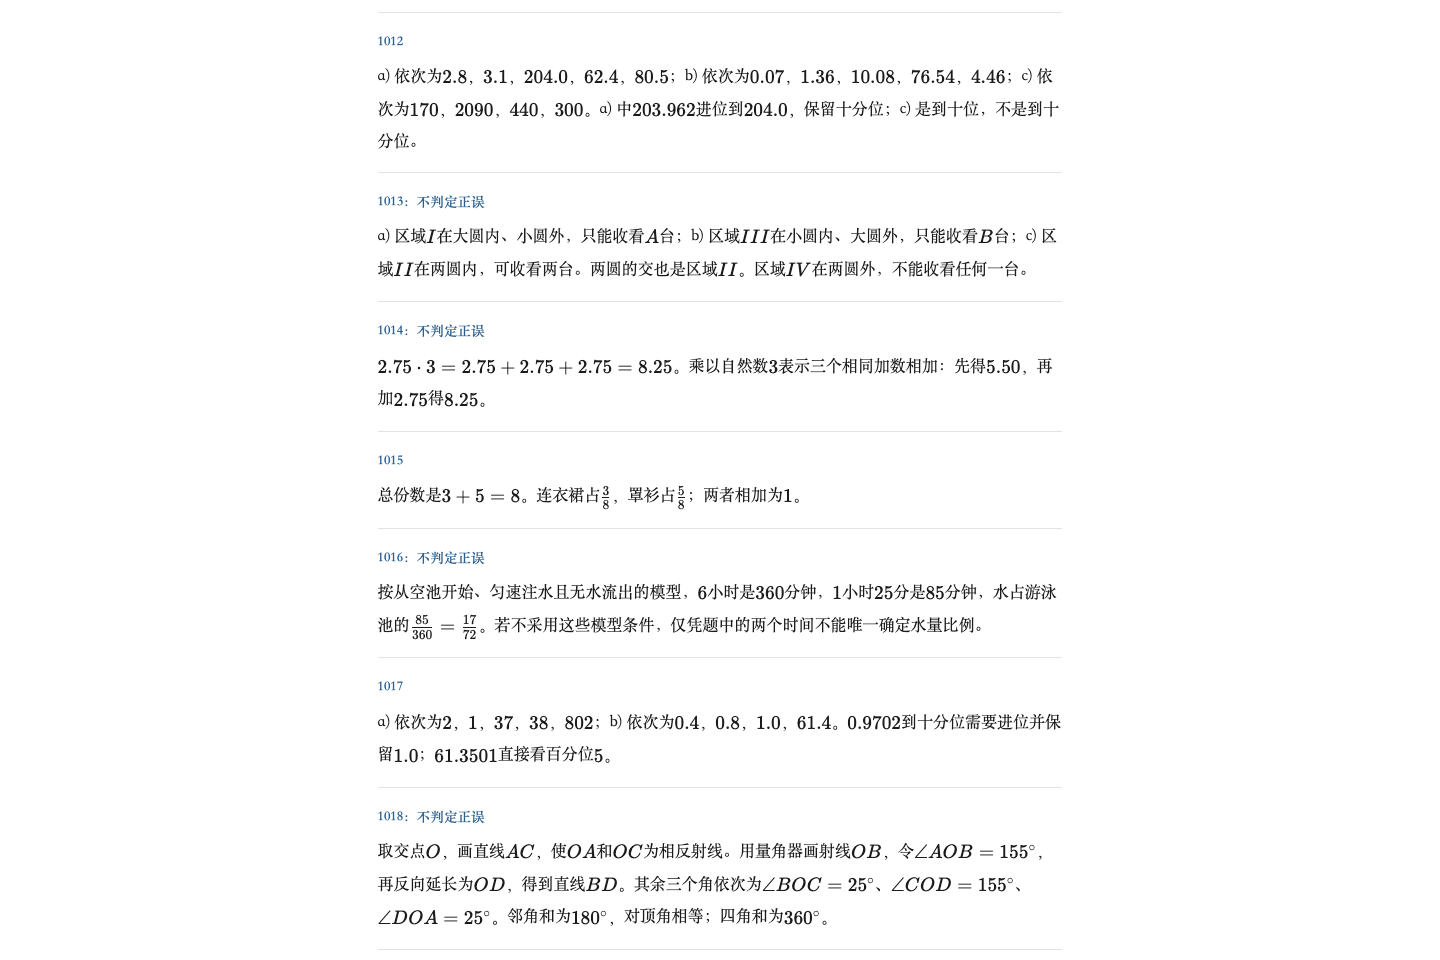 1012
a) 依次为2.8，3.1，204.0，62.4，80.5；b) 依次为0.07，1.36，10.08，76.54，4.46；c) 依
次为170，2090，440，300。a) 中203.962进位到204.0，保留十分位；c) 是到十位，不是到十
分位。
1013：不判定正误
a) 区域I在大圆内、小圆外，只能收看A台；b) 区域III在小圆内、大圆外，只能收看B台；c) 区
域II在两圆内，可收看两台。两圆的交也是区域II。区域IV在两圆外，不能收看任何一台。
1014：不判定正误
2.75 · 3 = 2.75 + 2.75 + 2.75 = 8.25。乘以自然数3表示三个相同加数相加：先得5.50，再
加2.75得8.25。
1015
总份数是3 + 5 = 8。连衣裙占3/8，罩衫占5/8；两者相加为1。
1016：不判定正误
按从空池开始、匀速注水且无水流出的模型，6小时是360分钟，1小时25分是85分钟，水占游泳
池的85/360 = 17/72。若不采用这些模型条件，仅凭题中的两个时间不能唯一确定水量比例。
1017
a) 依次为2，1，37，38，802；b) 依次为0.4，0.8，1.0，61.4。0.9702到十分位需要进位并保
留1.0；61.3501直接看百分位5。
1018：不判定正误
取交点O，画直线AC，使OA和OC为相反射线。用量角器画射线OB，令∠AOB = 155°，
再反向延长为OD，得到直线BD。其余三个角依次为∠BOC = 25°、∠COD = 155°、
∠DOA = 25°。邻角和为180°，对顶角相等；四角和为360°。